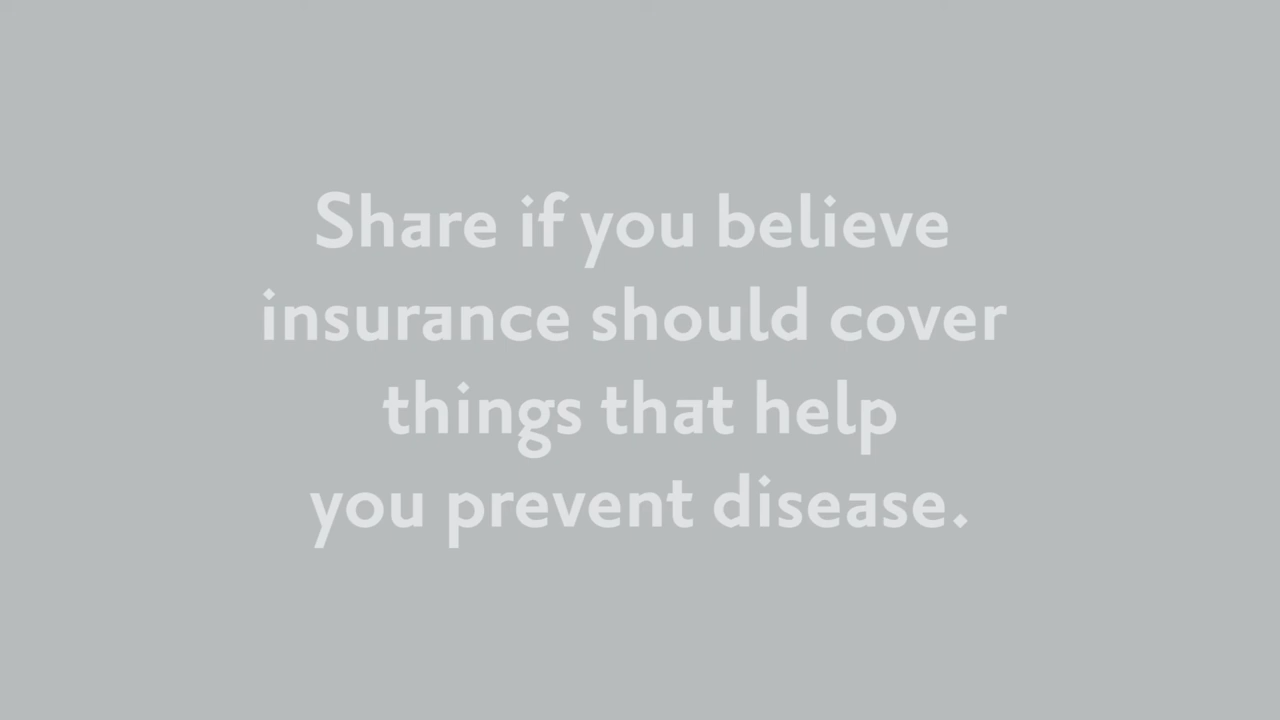 Share if you believe
insurance should cover
things that help
you prevent disease.